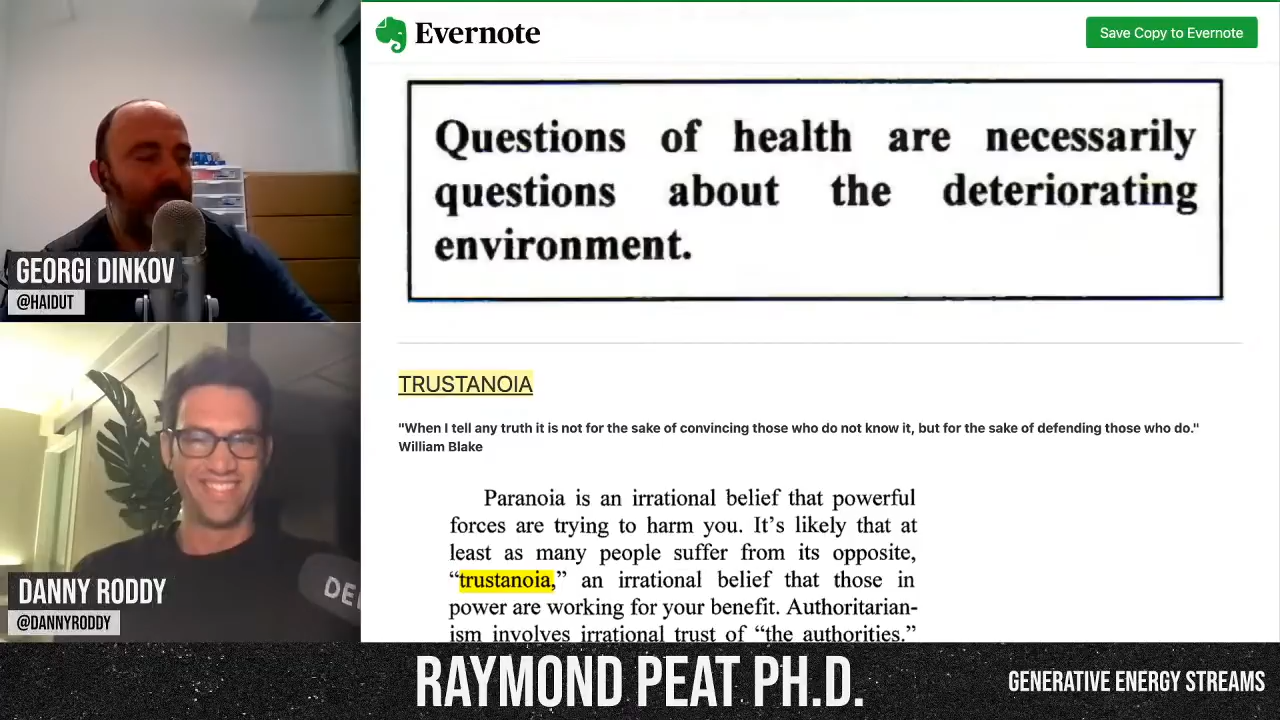 Evernote
Save Copy to Evernote
Questions of health are necessarily
questions about the deteriorating
environment.
GEORGI DINKOV
@HAIDUT
TRUSTANOIA
"When I tell any truth it is not for the sake of convincing those who do not know it, but for the sake of defending those who do."
William Blake
Paranoia is an irrational belief that powerful
forces are trying to harm you. It's likely that at
least as many people suffer from its opposite,
“trustanoia,” an irrational belief that those in
power are working for your benefit. Authoritarian-
ism involves irrational trust of “the authorities.”
DANNY RODDY
@DANNYRODDY
RAYMOND PEAT PH.D.
GENERATIVE ENERGY STREAMS